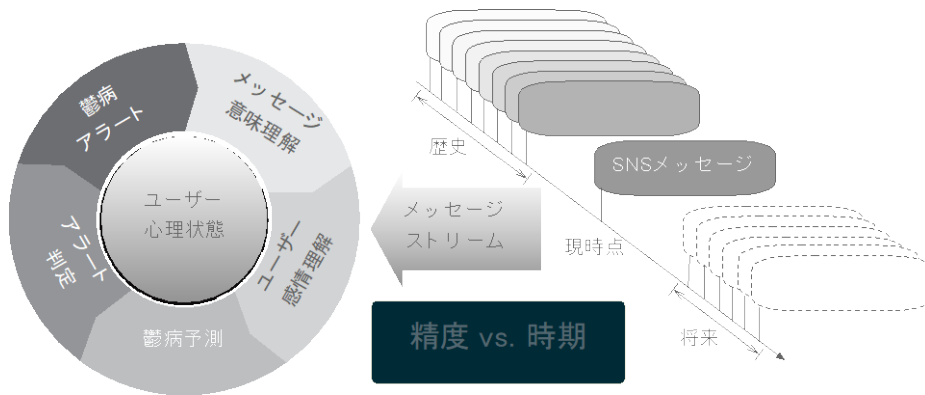 鬱病
アラート
メッセージ
意味理解
ユーザー
感情理解
鬱病予測
アラート
判定
ユーザー
心理状態
メッセージ
ストリーム
歴史
SNSメッセージ
現時点
将来
精度 vs. 時期